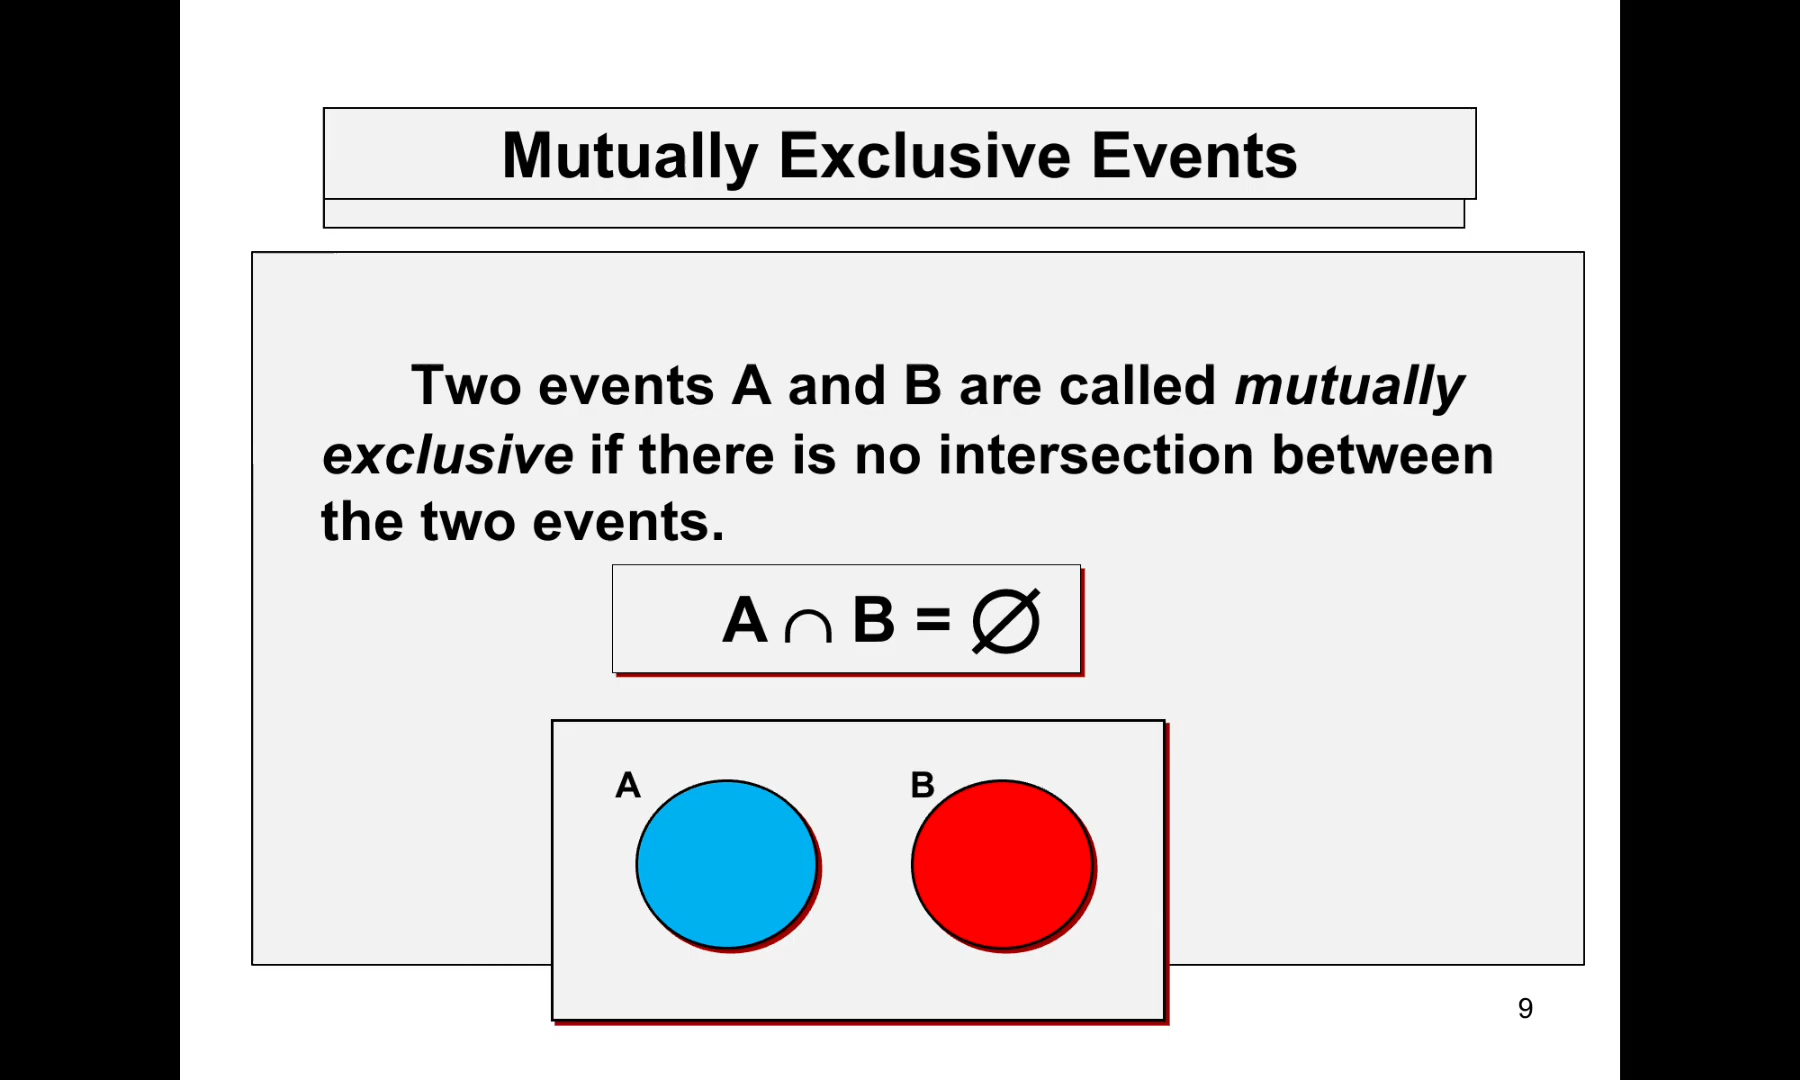 Mutually Exclusive Events
Two events A and B are called mutually
exclusive if there is no intersection between
the two events.
A ∩ B = ∅
A B
9